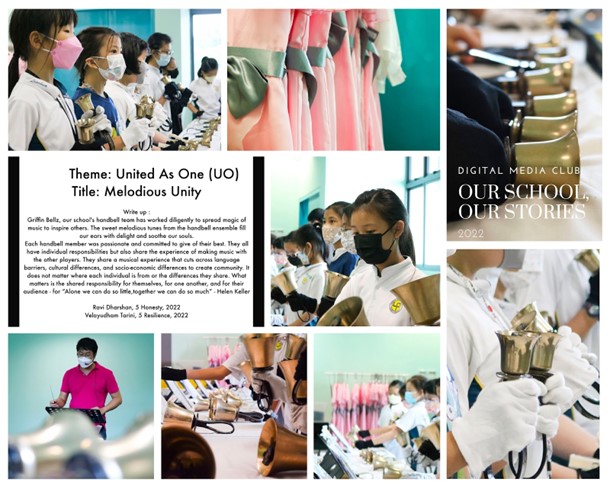 DIGITAL MEDIA CLUB
OUR SCHOOL,
OUR STORIES
2022
Theme: United As One (UO)
Title: Melodious Unity
Write up :
Griffin Bellz, our school's handbell team has worked diligently to spread magic of
music to inspire others. The sweet melodious tunes from the handbell ensemble fill
our ears with delight and soothe our souls.
Each handbell member was passionate and committed to give of their best. They all
have individual responsibilities but also share the experience of making music with
the other players. They share a musical experience that cuts across language
barriers, cultural differences, and socio-economic differences to create community. It
does not matter where each individual is from or the differences they share. What
matters is the shared responsibility for themselves, for one another, and for their
audience - for "Alone we can do so little,together we can do so much" - Helen Keller
Ravi Dharshan, 5 Honesty, 2022
Velayudham Tarini, 5 Resilience, 2022